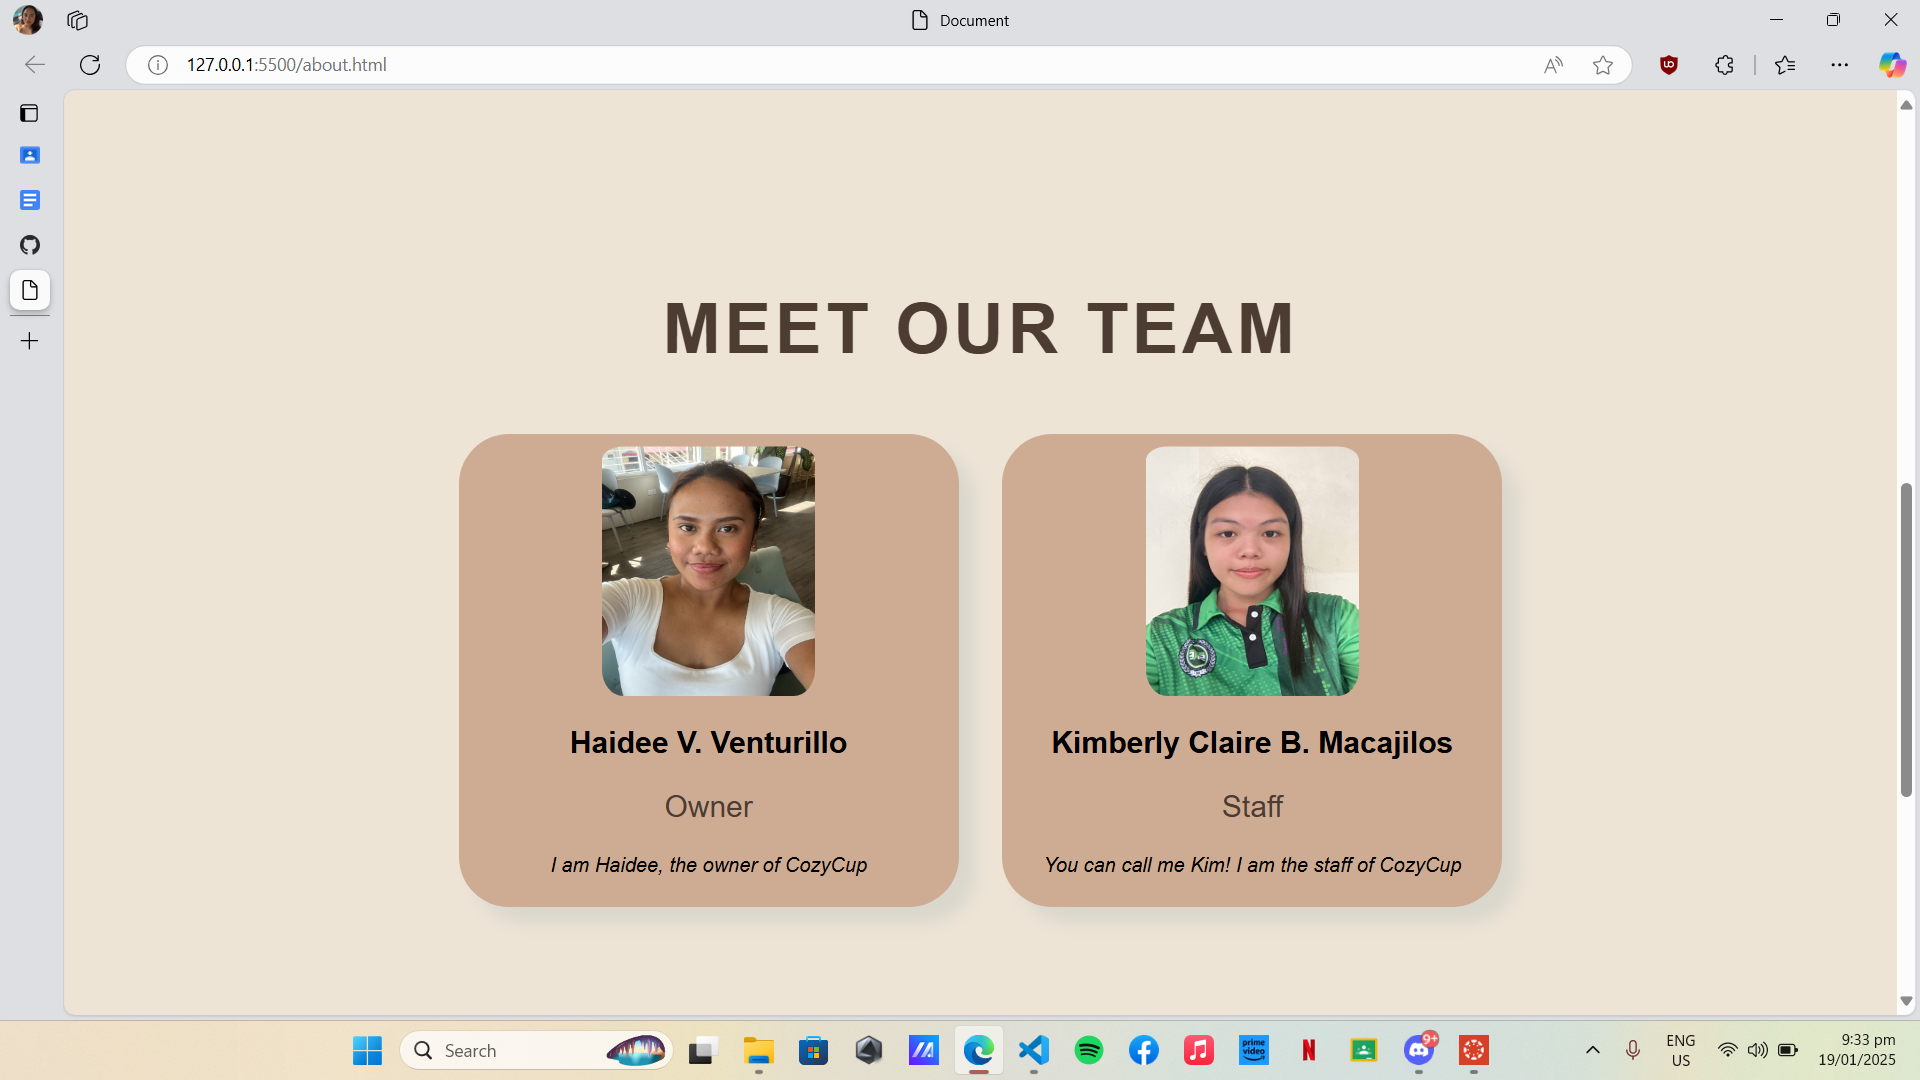 Document
127.0.0.1:5500/about.html
MEET OUR TEAM
Haidee V. Venturillo
Owner
I am Haidee, the owner of CozyCup
Kimberly Claire B. Macajilos
Staff
You can call me Kim! I am the staff of CozyCup
Search
prime video
N
9+
ENG
US
9:33 pm
19/01/2025